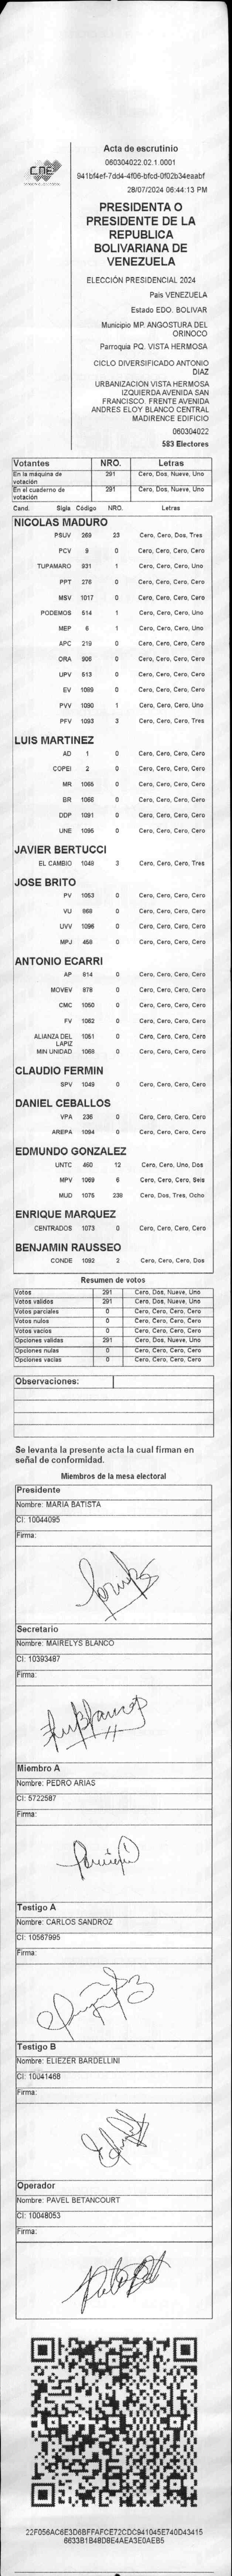 CNE
Acta de escrutinio
060304022.02.1.0001
941bf4ef-7dd4-4f06-bfcd-0f02b34eaabf
28/07/2024 06:44:13 PM
PRESIDENTA O
PRESIDENTE DE LA
REPUBLICA
BOLIVARIANA DE
VENEZUELA
ELECCIÓN PRESIDENCIAL 2024
País VENEZUELA
Estado EDO. BOLIVAR
Municipio MP. ANGOSTURA DEL
ORINOCO
Parroquia PQ. VISTA HERMOSA
CICLO DIVERSIFICADO ANTONIO
DIAZ
URBANIZACION VISTA HERMOSA
IZQUIERDA AVENIDA SAN
FRANCISCO. FRENTE AVENIDA
ANDRES ELOY BLANCO CENTRAL
MADIRENCE EDIFICIO
060304022
583 Electores
Votantes NRO. Letras
En la máquina de votación 291 Cero, Dos, Nueve, Uno
En el cuaderno de votación 291 Cero, Dos, Nueve, Uno
Cand. Sigla Código NRO. Letras
NICOLAS MADURO
PSUV 269 23 Cero, Cero, Dos, Tres
PCV 9 0 Cero, Cero, Cero, Cero
TUPAMARO 931 1 Cero, Cero, Cero, Uno
PPT 276 0 Cero, Cero, Cero, Cero
MSV 1017 0 Cero, Cero, Cero, Cero
PODEMOS 514 1 Cero, Cero, Cero, Uno
MEP 6 1 Cero, Cero, Cero, Uno
APC 219 0 Cero, Cero, Cero, Cero
ORA 906 0 Cero, Cero, Cero, Cero
UPV 513 0 Cero, Cero, Cero, Cero
EV 1089 0 Cero, Cero, Cero, Cero
PVV 1090 1 Cero, Cero, Cero, Uno
PFV 1093 3 Cero, Cero, Cero, Tres
LUIS MARTINEZ
AD 1 0 Cero, Cero, Cero, Cero
COPEI 2 0 Cero, Cero, Cero, Cero
MR 1065 0 Cero, Cero, Cero, Cero
BR 1066 0 Cero, Cero, Cero, Cero
DDP 1091 0 Cero, Cero, Cero, Cero
UNE 1095 0 Cero, Cero, Cero, Cero
JAVIER BERTUCCI
EL CAMBIO 1048 3 Cero, Cero, Cero, Tres
JOSE BRITO
PV 1053 0 Cero, Cero, Cero, Cero
VU 868 0 Cero, Cero, Cero, Cero
UVV 1096 0 Cero, Cero, Cero, Cero
MPJ 458 0 Cero, Cero, Cero, Cero
ANTONIO ECARRI
AP 814 0 Cero, Cero, Cero, Cero
MOVEV 878 0 Cero, Cero, Cero, Cero
CMC 1050 0 Cero, Cero, Cero, Cero
FV 1062 0 Cero, Cero, Cero, Cero
ALIANZA DEL LAPIZ 1051 0 Cero, Cero, Cero, Cero
MIN UNIDAD 1068 0 Cero, Cero, Cero, Cero
CLAUDIO FERMIN
SPV 1049 0 Cero, Cero, Cero, Cero
DANIEL CEBALLOS
VPA 236 0 Cero, Cero, Cero, Cero
AREPA 1094 0 Cero, Cero, Cero, Cero
EDMUNDO GONZALEZ
UNTC 460 12 Cero, Cero, Uno, Dos
MPV 1069 6 Cero, Cero, Cero, Seis
MUD 1075 238 Cero, Dos, Tres, Ocho
ENRIQUE MARQUEZ
CENTRADOS 1073 0 Cero, Cero, Cero, Cero
BENJAMIN RAUSSEO
CONDE 1092 2 Cero, Cero, Cero, Dos
Resumen de votos
Votos 291 Cero, Dos, Nueve, Uno
Votos validos 291 Cero, Dos, Nueve, Uno
Votos parciales 0 Cero, Cero, Cero, Cero
Votos nulos 0 Cero, Cero, Cero, Cero
Votos vacios 0 Cero, Cero, Cero, Cero
Opciones validas 291 Cero, Dos, Nueve, Uno
Opciones nulas 0 Cero, Cero, Cero, Cero
Opciones vacias 0 Cero, Cero, Cero, Cero
Observaciones:
Se levanta la presente acta la cual firman en
señal de conformidad.
Miembros de la mesa electoral
Presidente
Nombre: MARIA BATISTA
CI: 10044095
Firma:
Secretario
Nombre: MAIRELYS BLANCO
CI: 10393487
Firma:
Miembro A
Nombre: PEDRO ARIAS
CI: 5722587
Firma:
Testigo A
Nombre: CARLOS SANDROZ
CI: 10567995
Firma:
Testigo B
Nombre: ELIEZER BARDELLINI
CI: 10041468
Firma:
Operador
Nombre: PAVEL BETANCOURT
CI: 10048053
Firma:
22F056AC6E3D6BFFAFCE72CDC941045E740D43415
6633B1B48D8E4AEA3E0AEB5